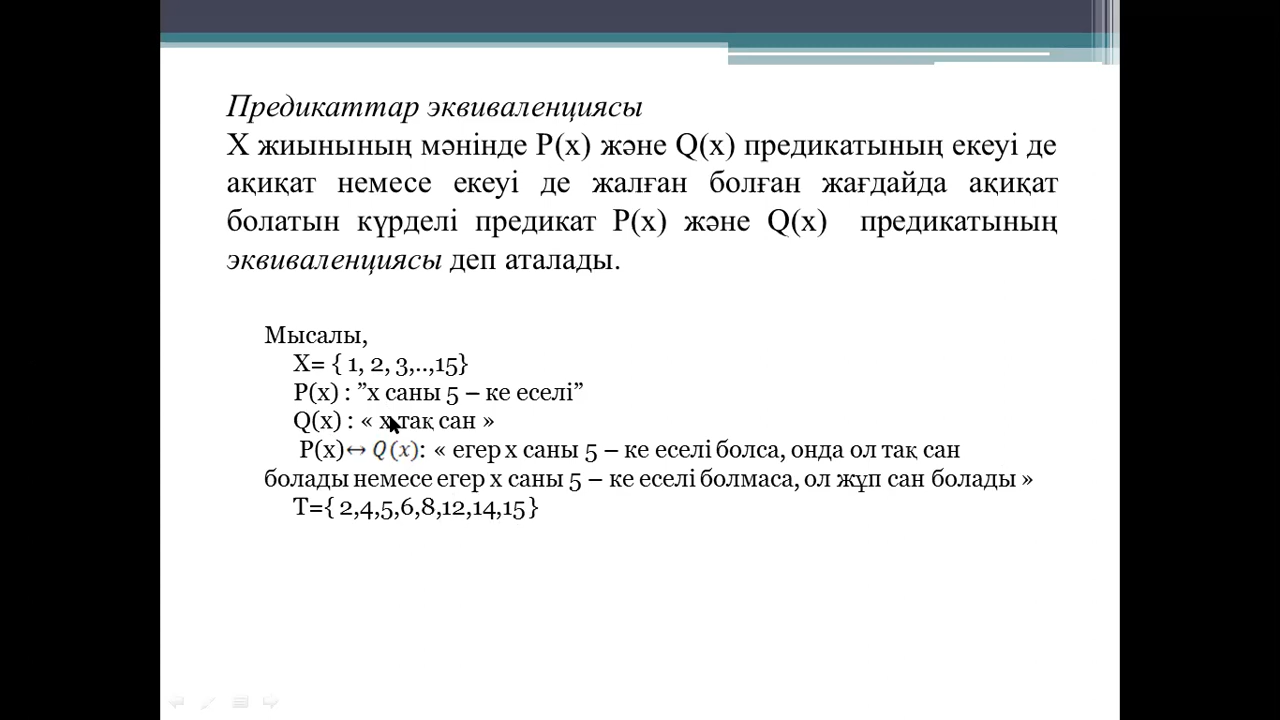 Предикаттар эквиваленциясы
X жиынының мәнінде P(x) және Q(x) предикатының екеуі де
ақиқат немесе екеуі де жалған болған жағдайда ақиқат
болатын күрделі предикат P(x) және Q(x) предикатының
эквиваленциясы деп аталады.
Мысалы,
X= { 1, 2, 3,..,15}
P(x) : ”x саны 5 – ке еселі”
Q(x) : « x тақ сан »
P(x)↔ Q(x): « егер x саны 5 – ке еселі болса, онда ол тақ сан
болады немесе егер x саны 5 – ке еселі болмаса, ол жұп сан болады »
T={ 2,4,5,6,8,12,14,15}